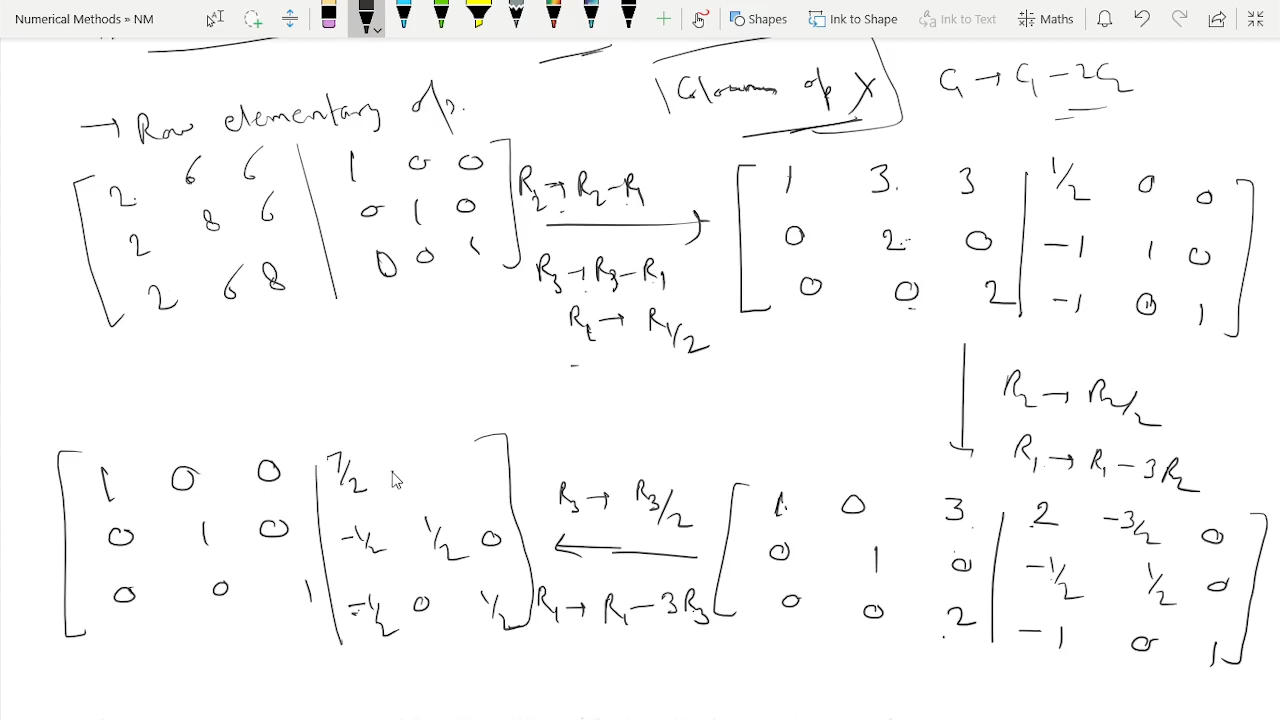 Numerical Methods » NM
Shapes
Ink to Shape
Ink to Text
Maths
Column op X
C1 → C1 - 2C2
→ Row elementary op.
2 6 6 | 1 0 0
2 8 6 | 0 1 0
2 6 8 | 0 0 1
R2 → R2 - R1
R3 → R3 - R1
R1 → R1/2
1 3 3 | 1/2 0 0
0 2 0 | -1 1 0
0 0 2 | -1 0 1
R2 → R2/2
R1 → R1 - 3R2
1 0 3 | 2 -3/2 0
0 1 0 | -1/2 1/2 0
0 0 2 | -1 0 1
R3 → R3/2
R1 → R1 - 3R3
1 0 0 | 7/2
0 1 0 | -1/2 1/2 0
0 0 1 | -1/2 0 1/2